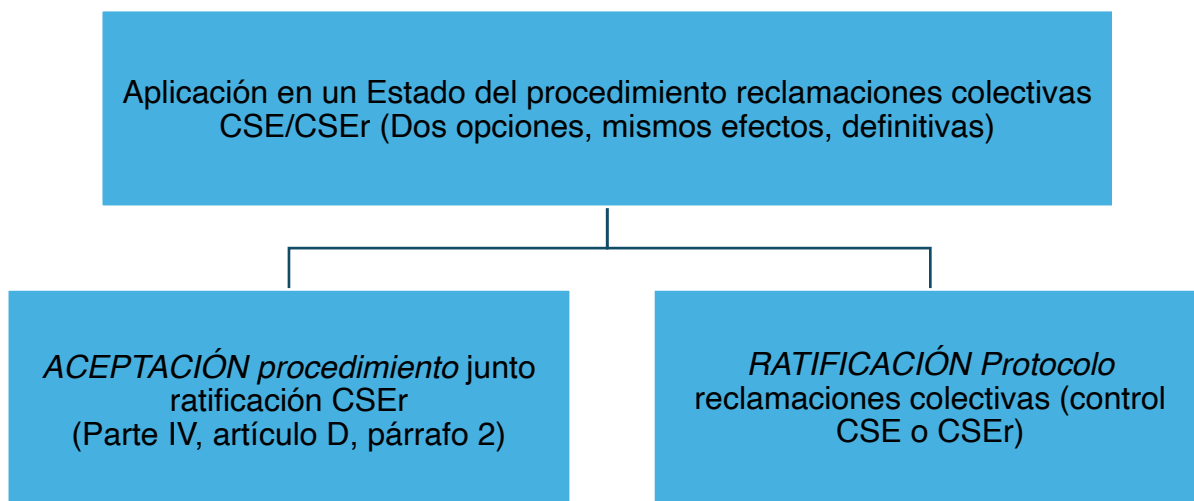 Aplicación en un Estado del procedimiento reclamaciones colectivas
CSE/CSEr (Dos opciones, mismos efectos, definitivas)
ACEPTACIÓN procedimiento junto
ratificación CSEr
(Parte IV, artículo D, párrafo 2)
RATIFICACIÓN Protocolo
reclamaciones colectivas (control
CSE o CSEr)